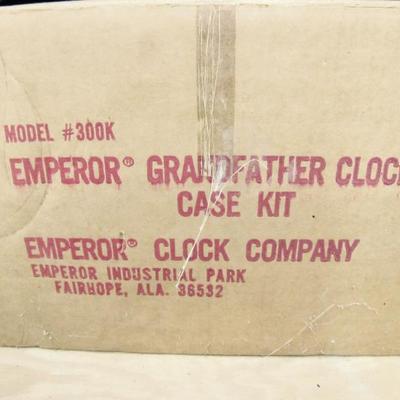 MODEL #300K
EMPEROR® GRANDFATHER CLOC
CASE KIT
EMPEROR® CLOCK COMPANY
EMPEROR INDUSTRIAL PARK
FAIRHOPE, ALA. 36532